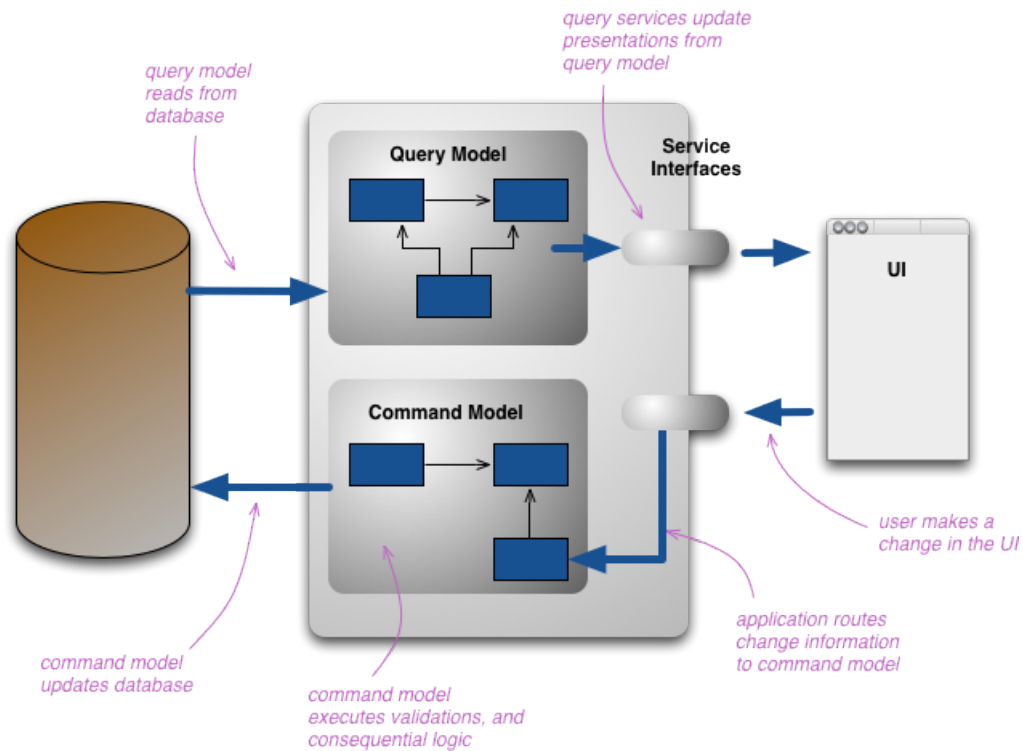 query services update
presentations from
query model
query model
reads from
database
Query Model
Service
Interfaces
UI
Command Model
user makes a
change in the UI
application routes
change information
to command model
command model
updates database
command model
executes validations, and
consequential logic